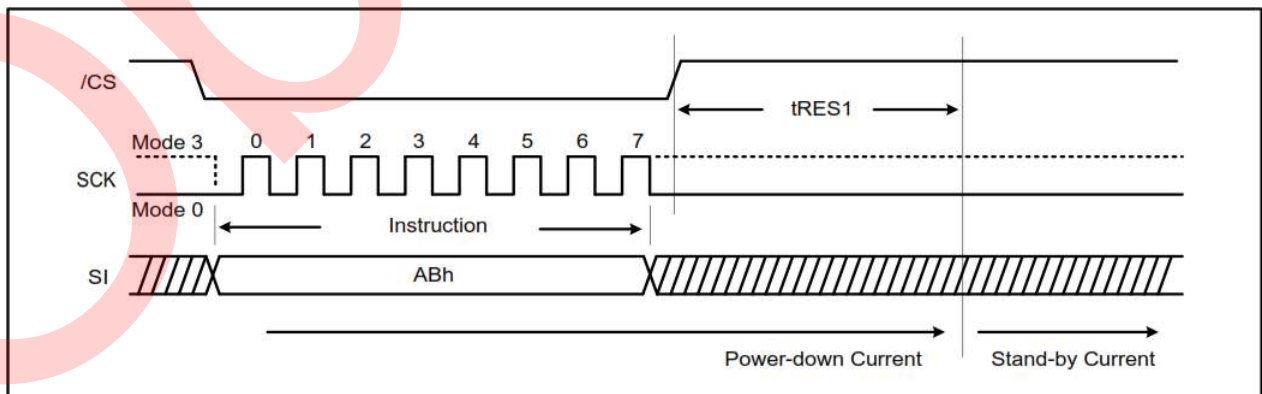 /CS
tRES1
Mode 3
0 1 2 3 4 5 6 7
SCK
Mode 0
Instruction
SI
ABh
Power-down Current
Stand-by Current